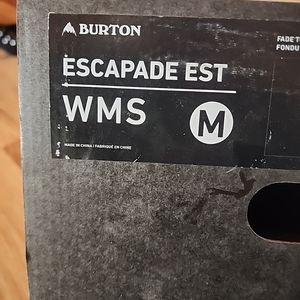 BURTON
ESCAPADE EST
WMS M
MADE IN CHINA / FABRIQUÉ EN CHINE
FADE T
FONDU